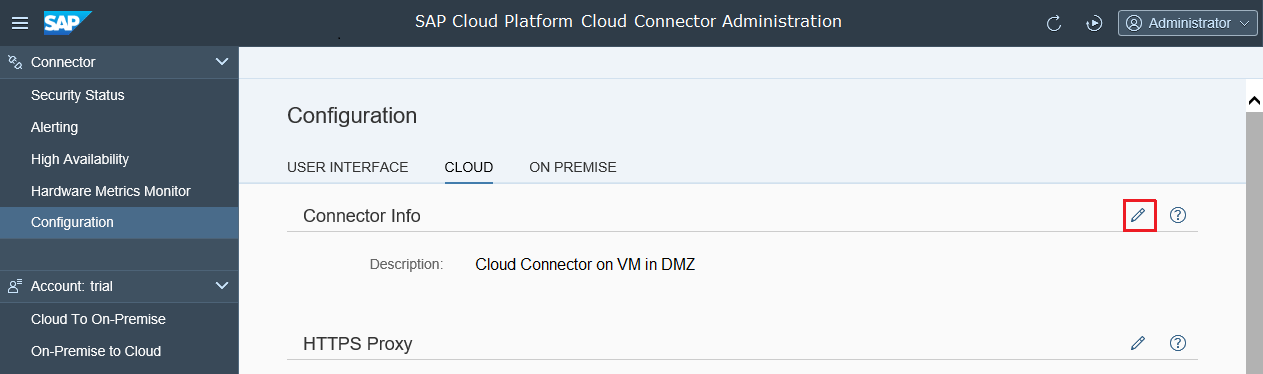 SAP
SAP Cloud Platform Cloud Connector Administration
Administrator
Connector
Security Status
Alerting
High Availability
Hardware Metrics Monitor
Configuration
Account: trial
Cloud To On-Premise
On-Premise to Cloud
Configuration
USER INTERFACE
CLOUD
ON PREMISE
Connector Info
?
Description:
Cloud Connector on VM in DMZ
HTTPS Proxy
?